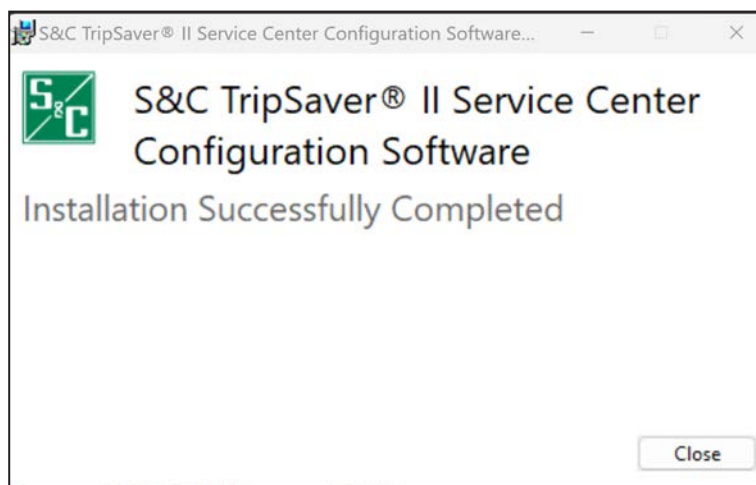 S&C TripSaver® II Service Center Configuration Software...
S&C
S&C TripSaver® II Service Center
Configuration Software
Installation Successfully Completed
Close